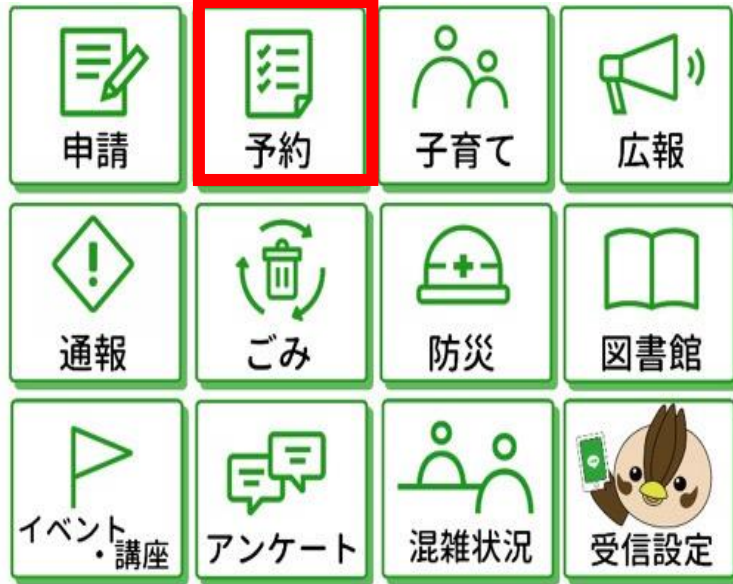 申請
予約
子育て
広報
通報
ごみ
防災
図書館
イベント
・講座
アンケート
混雑状況
受信設定